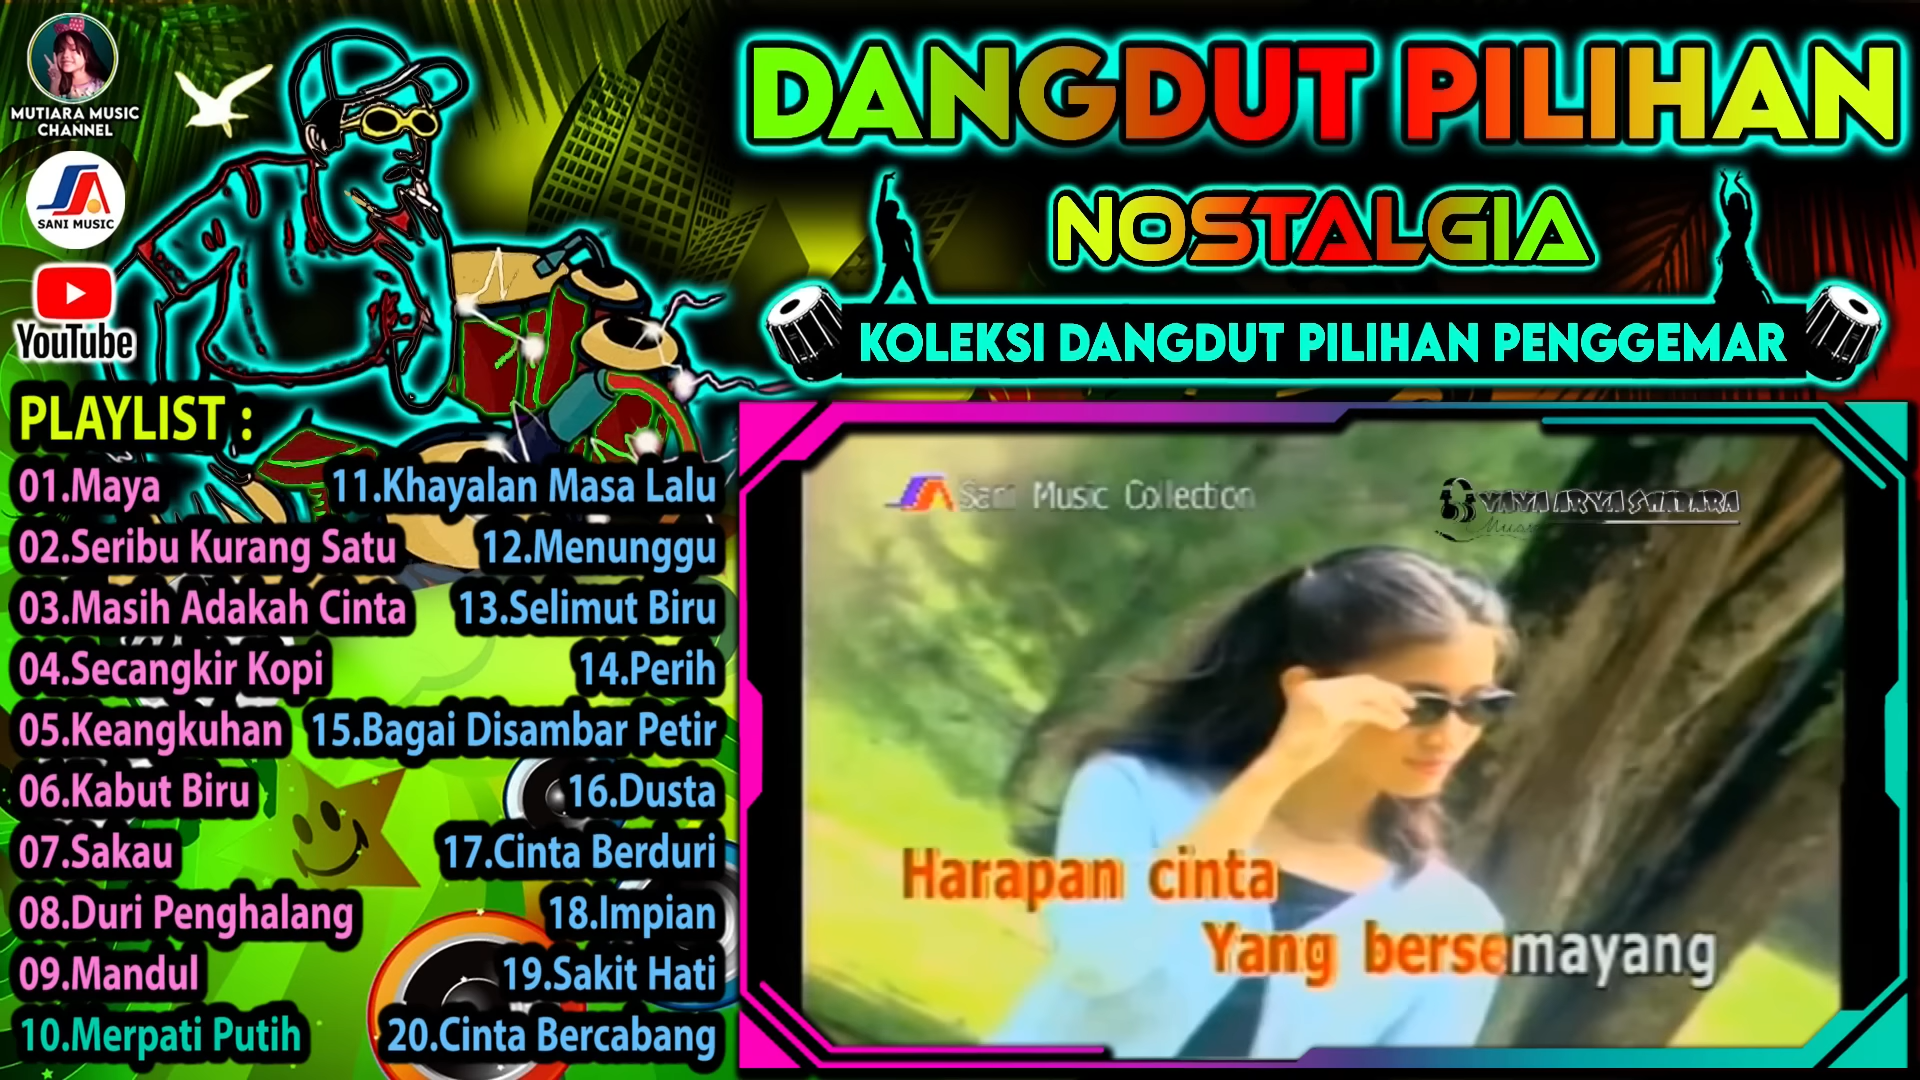 MUTIARA MUSIC
CHANNEL
SANI MUSIC
YouTube
DANGDUT PILIHAN
NOSTALGIA
KOLEKSI DANGDUT PILIHAN PENGGEMAR
PLAYLIST :
01.Maya
02.Seribu Kurang Satu
03.Masih Adakah Cinta
04.Secangkir Kopi
05.Keangkuhan
06.Kabut Biru
07.Sakau
08.Duri Penghalang
09.Mandul
10.Merpati Putih
11.Khayalan Masa Lalu
12.Menunggu
13.Selimut Biru
14.Perih
15.Bagai Disambar Petir
16.Dusta
17.Cinta Berduri
18.Impian
19.Sakit Hati
20.Cinta Bercabang
Sani Music Collection
Harapan cinta
Yang bersemayang